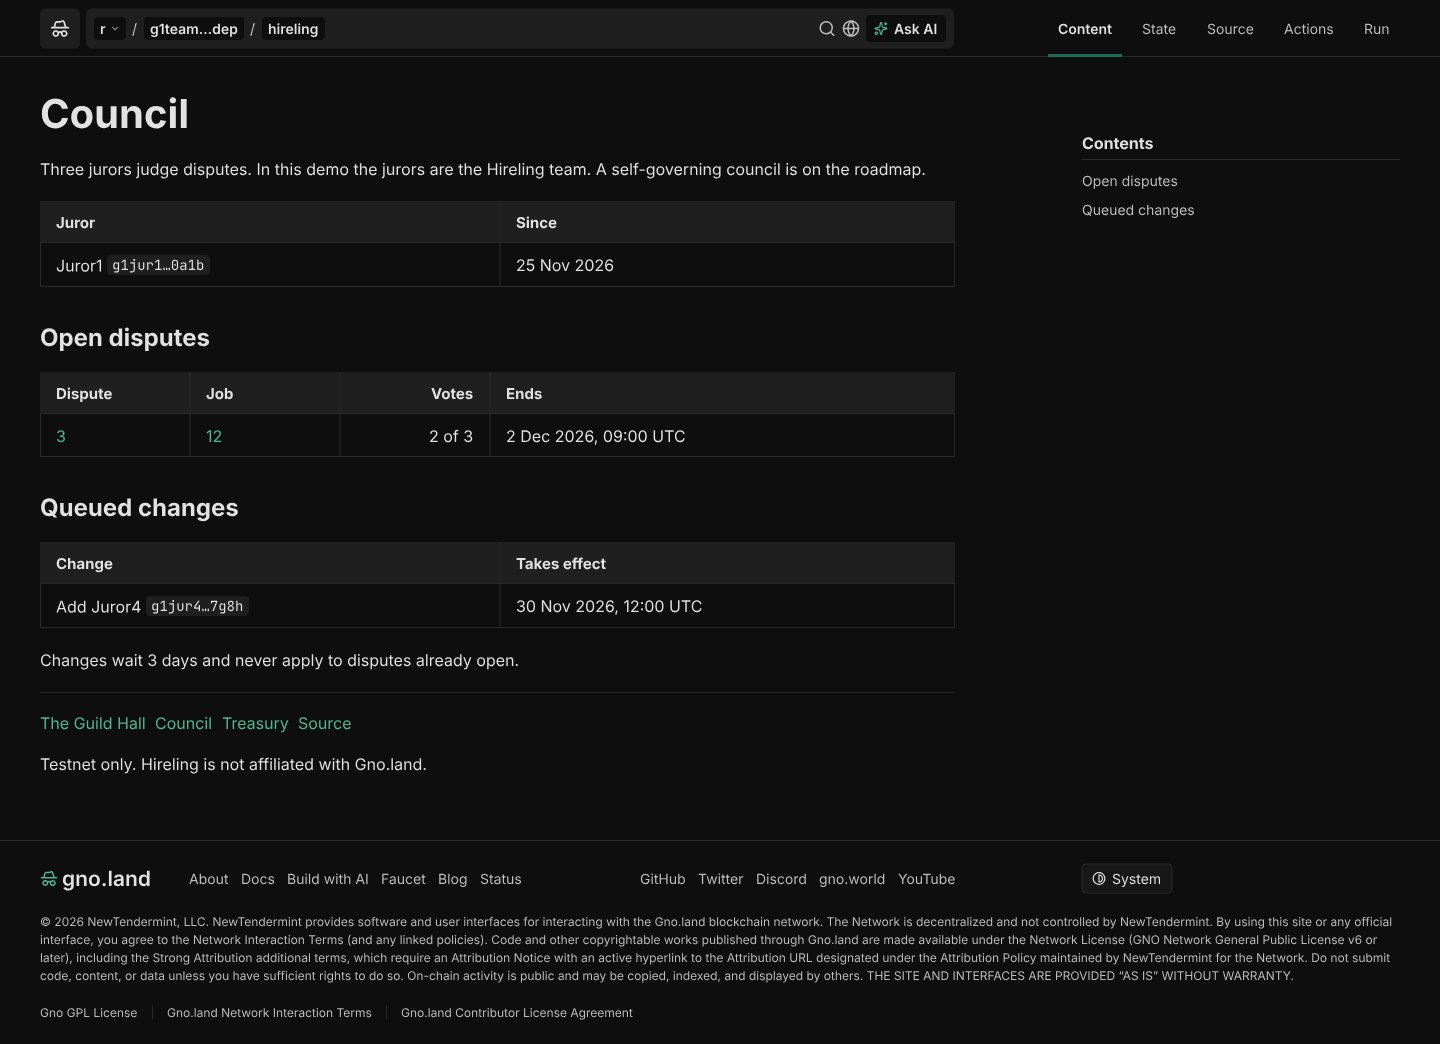 r / g1team…dep / hireling
Ask AI
Content State Source Actions Run
Council
Three jurors judge disputes. In this demo the jurors are the Hireling team. A self-governing council is on the roadmap.
Juror Since
Juror1 g1jur1…0a1b 25 Nov 2026
Open disputes
Dispute Job Votes Ends
3 12 2 of 3 2 Dec 2026, 09:00 UTC
Queued changes
Change Takes effect
Add Juror4 g1jur4…7g8h 30 Nov 2026, 12:00 UTC
Changes wait 3 days and never apply to disputes already open.
The Guild Hall Council Treasury Source
Testnet only. Hireling is not affiliated with Gno.land.
Contents
Open disputes
Queued changes
gno.land
About Docs Build with AI Faucet Blog Status
GitHub Twitter Discord gno.world YouTube
System
© 2026 NewTendermint, LLC. NewTendermint provides software and user interfaces for interacting with the Gno.land blockchain network. The Network is decentralized and not controlled by NewTendermint. By using this site or any official
interface, you agree to the Network Interaction Terms (and any linked policies). Code and other copyrightable works published through Gno.land are made available under the Network License (GNO Network General Public License v6 or
later), including the Strong Attribution additional terms, which require an Attribution Notice with an active hyperlink to the Attribution URL designated under the Attribution Policy maintained by NewTendermint for the Network. Do not submit
code, content, or data unless you have sufficient rights to do so. On-chain activity is public and may be copied, indexed, and displayed by others. THE SITE AND INTERFACES ARE PROVIDED “AS IS” WITHOUT WARRANTY.
Gno GPL License Gno.land Network Interaction Terms Gno.land Contributor License Agreement